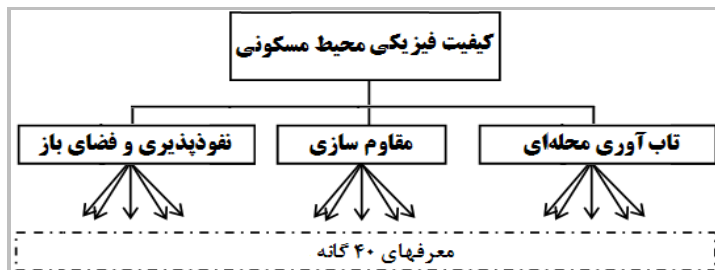 کیفیت فیزیکی محیط مسکونی
تاب‌آوری محله‌ای
مقاوم سازی
نفوذپذیری و فضای باز
معرفهای ۴۰ گانه